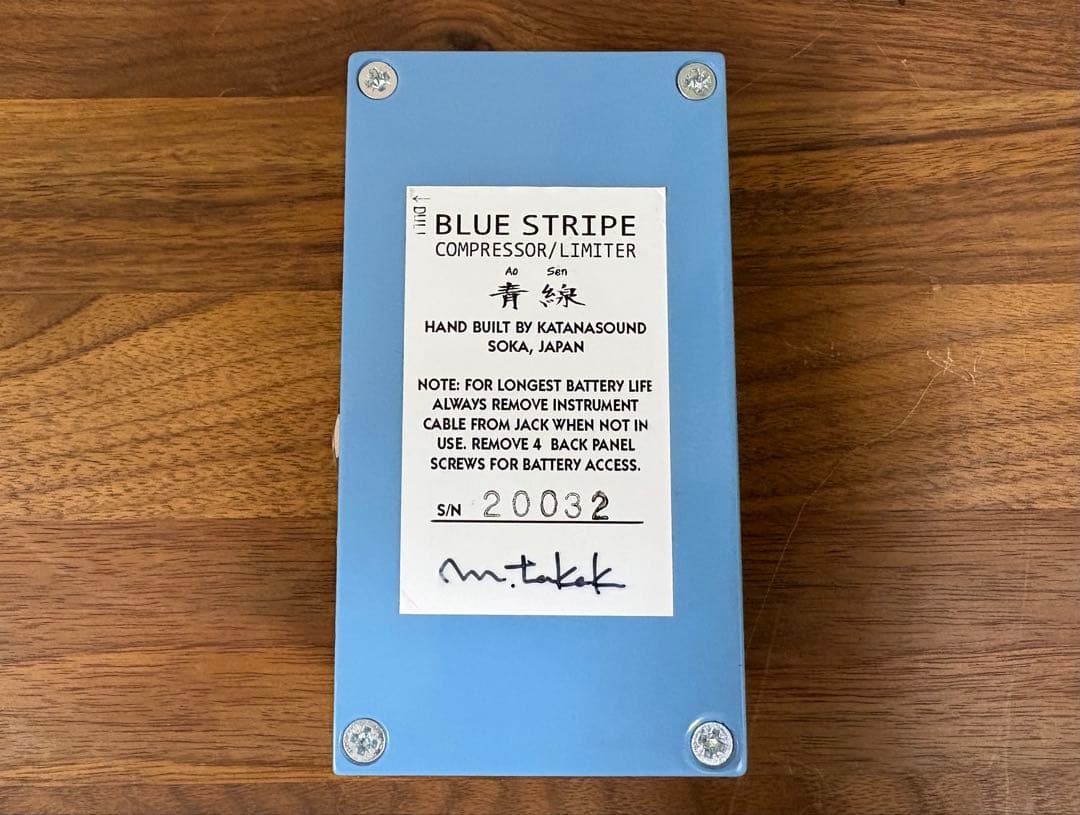 BLUE STRIPE
COMPRESSOR/LIMITER
Ao Sen
青線
HAND BUILT BY KATANASOUND
SOKA, JAPAN
NOTE: FOR LONGEST BATTERY LIFE
ALWAYS REMOVE INSTRUMENT
CABLE FROM JACK WHEN NOT IN
USE. REMOVE 4 BACK PANEL
SCREWS FOR BATTERY ACCESS.
S/N 20032
m.takak